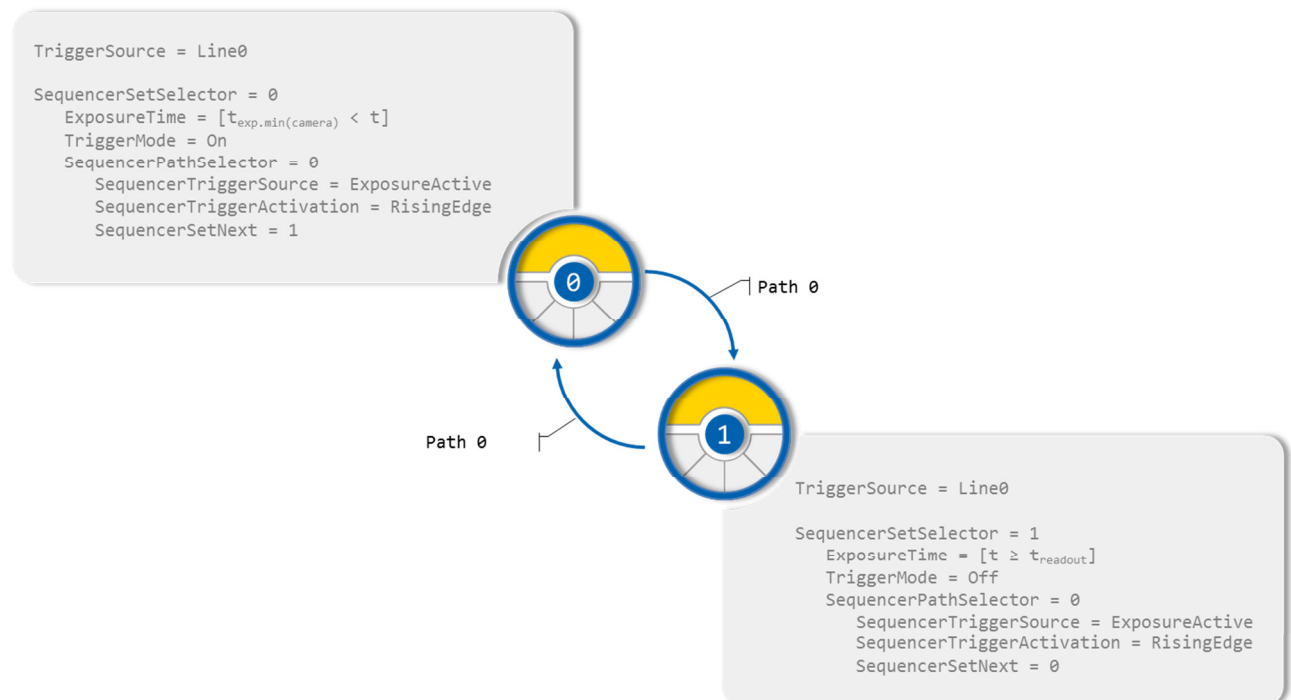 TriggerSource = Line0
SequencerSetSelector = 0
ExposureTime = [t_exp.min(camera) < t]
TriggerMode = On
SequencerPathSelector = 0
SequencerTriggerSource = ExposureActive
SequencerTriggerActivation = RisingEdge
SequencerSetNext = 1
0
Path 0
Path 0
1
TriggerSource = Line0
SequencerSetSelector = 1
ExposureTime = [t ≥ t_readout]
TriggerMode = Off
SequencerPathSelector = 0
SequencerTriggerSource = ExposureActive
SequencerTriggerActivation = RisingEdge
SequencerSetNext = 0